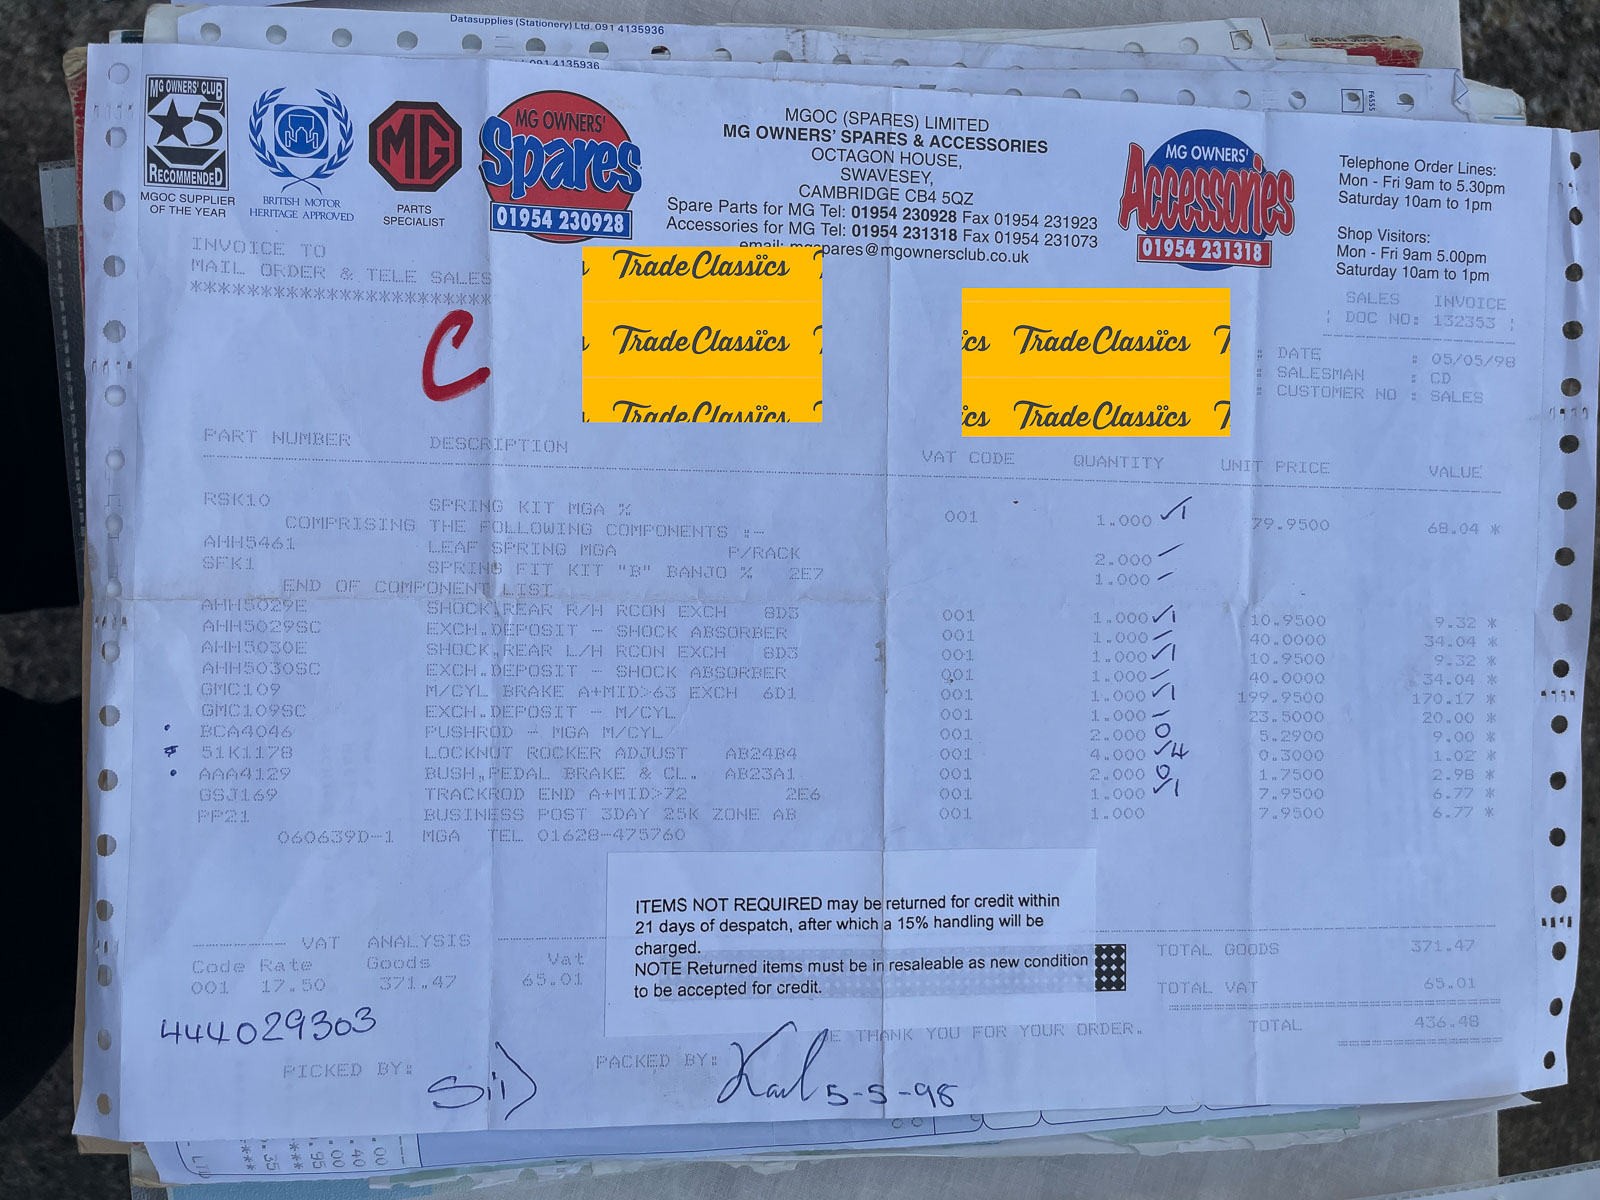 Datasupplies (Stationery) Ltd. 091 4135936
091 4135936
F6555
MG OWNERS' CLUB
5
RECOMMENDED
MGOC SUPPLIER
OF THE YEAR
BRITISH MOTOR
HERITAGE APPROVED
MG
PARTS
SPECIALIST
MG OWNERS'
Spares
01954 230928
MGOC (SPARES) LIMITED
MG OWNERS' SPARES & ACCESSORIES
OCTAGON HOUSE,
SWAVESEY,
CAMBRIDGE CB4 5QZ
Spare Parts for MG Tel: 01954 230928 Fax 01954 231923
Accessories for MG Tel: 01954 231318 Fax 01954 231073
email: mgspares@mgownersclub.co.uk
MG OWNERS'
Accessories
01954 231318
Telephone Order Lines:
Mon - Fri 9am to 5.30pm
Saturday 10am to 1pm
Shop Visitors:
Mon - Fri 9am 5.00pm
Saturday 10am to 1pm
INVOICE TO
MAIL ORDER & TELE SALES
**************************
C
TradeClassics
TradeClassics
TradeClassics
TradeClassics
TradeClassics
SALES INVOICE
DOC NO: 132353
: DATE : 05/05/98
: SALESMAN : CD
: CUSTOMER NO : SALES
PART NUMBER DESCRIPTION VAT CODE QUANTITY UNIT PRICE VALUE
RSK10 SPRING KIT MGA % 001 1.000 79.9500 68.04 *
COMPRISING THE FOLLOWING COMPONENTS :-
AHH5461 LEAF SPRING MGA P/RACK 2.000
SFK1 SPRING FIT KIT "B" BANJO % 2E7 1.000
END OF COMPONENT LIST
AHH5029E SHOCK,REAR R/H RCON EXCH 8D3 001 1.000 10.9500 9.32 *
AHH5029SC EXCH.DEPOSIT - SHOCK ABSORBER 001 1.000 40.0000 34.04 *
AHH5030E SHOCK,REAR L/H RCON EXCH 8D3 001 1.000 10.9500 9.32 *
AHH5030SC EXCH.DEPOSIT - SHOCK ABSORBER 001 1.000 40.0000 34.04 *
GMC109 M/CYL BRAKE A+MID>63 EXCH 6D1 001 1.000 199.9500 170.17 *
GMC109SC EXCH.DEPOSIT - M/CYL 001 1.000 23.5000 20.00 *
BCA4046 PUSHROD - MGA M/CYL 001 2.000 0 5.2900 9.00 *
51K1178 LOCKNUT ROCKER ADJUST AB24B4 001 4.000 4 0.3000 1.02 *
AAA4129 BUSH,PEDAL BRAKE & CL. AB23A1 001 2.000 0 1.7500 2.98 *
GSJ169 TRACKROD END A+MID>72 2E6 001 1.000 7.9500 6.77 *
PP21 BUSINESS POST 3DAY 25K ZONE AB 001 1.000 7.9500 6.77 *
060639D-1 MGA TEL 01628-475760
ITEMS NOT REQUIRED may be returned for credit within
21 days of despatch, after which a 15% handling will be
charged.
NOTE Returned items must be in resaleable as new condition
to be accepted for credit.
VAT ANALYSIS
Code Rate Goods Vat
001 17.50 371.47 65.01
TOTAL GOODS 371.47
TOTAL VAT 65.01
TOTAL 436.48
THANK YOU FOR YOUR ORDER.
444029303
PICKED BY:
PACKED BY: Karl 5-5-98